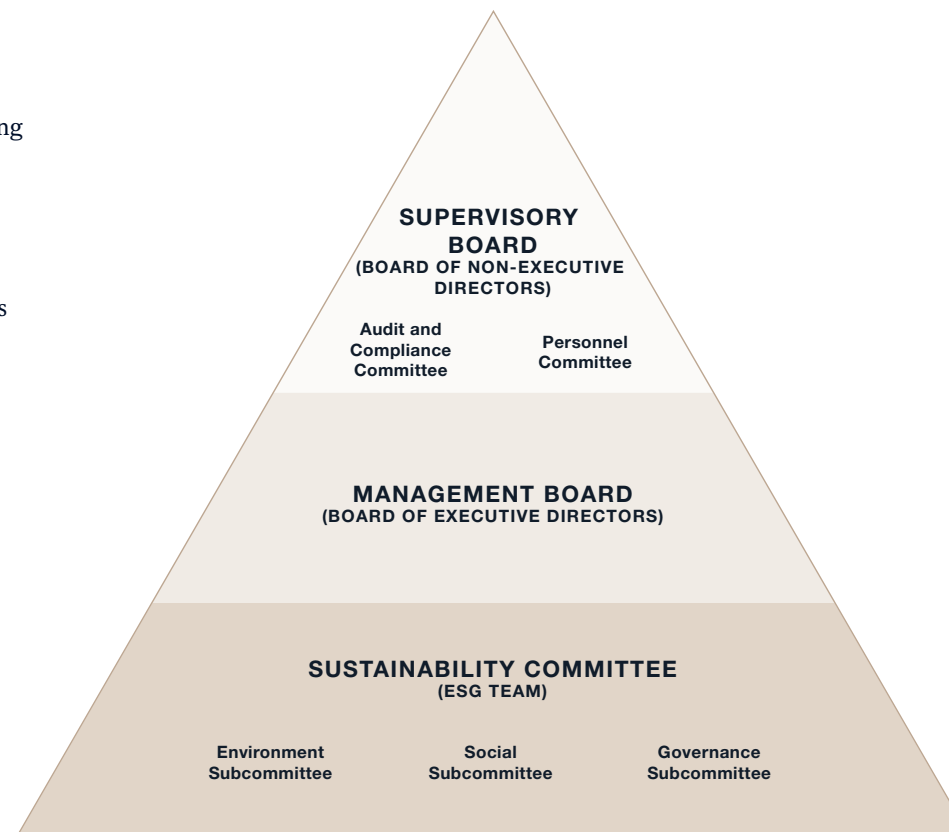 ng
s
SUPERVISORY
BOARD
(BOARD OF NON-EXECUTIVE
DIRECTORS)
Audit and
Compliance
Committee
Personnel
Committee
MANAGEMENT BOARD
(BOARD OF EXECUTIVE DIRECTORS)
SUSTAINABILITY COMMITTEE
(ESG TEAM)
Environment
Subcommittee
Social
Subcommittee
Governance
Subcommittee